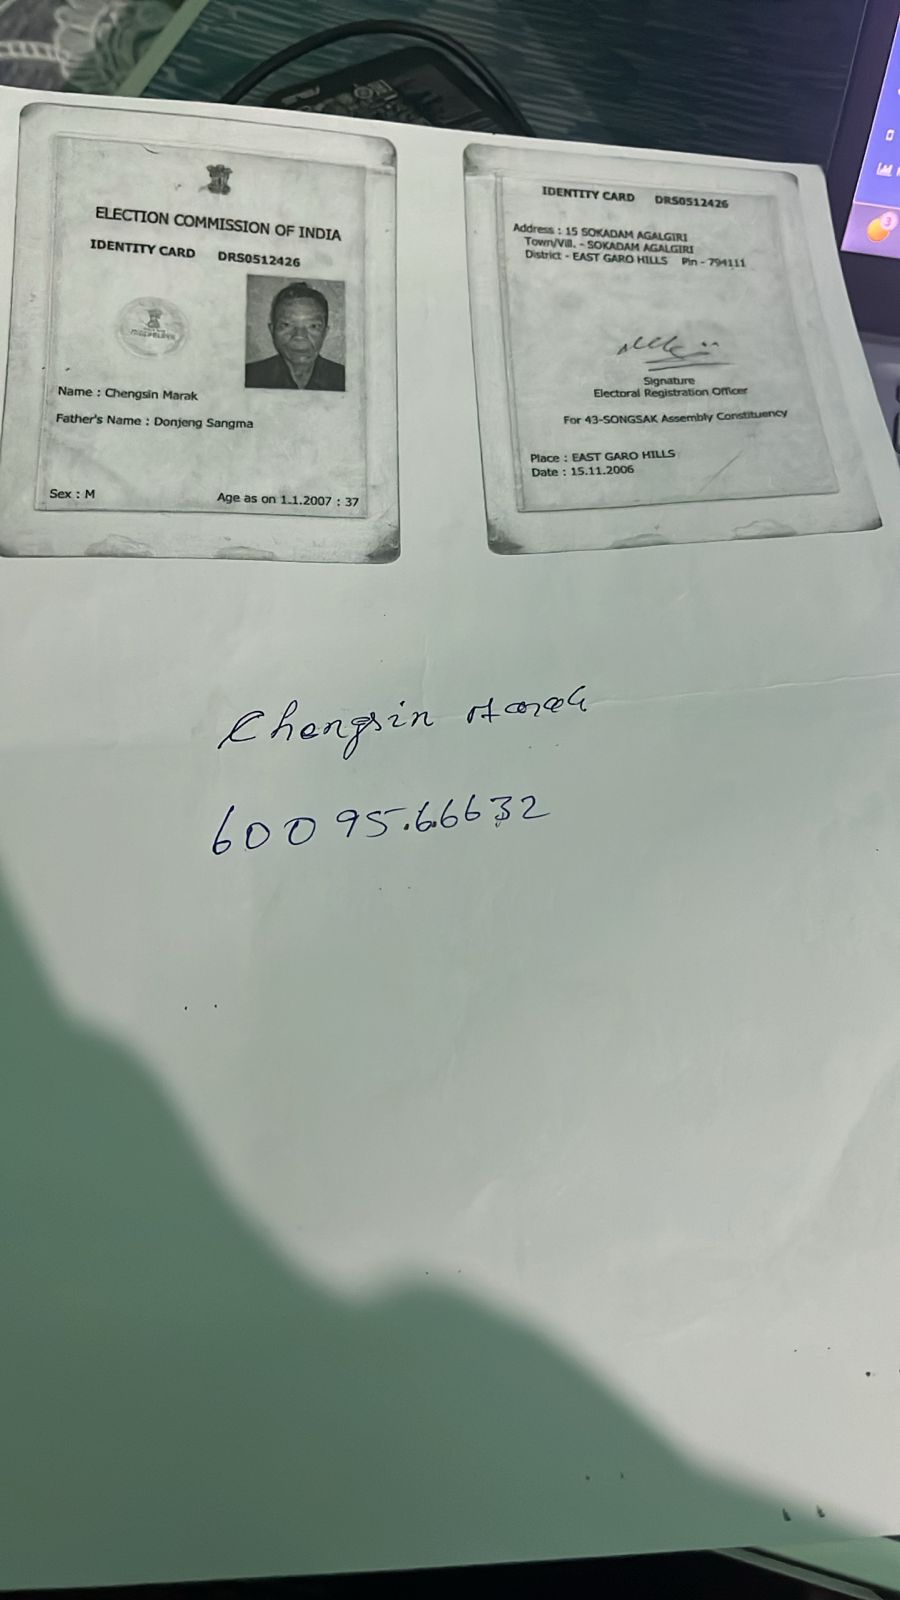 ELECTION COMMISSION OF INDIA
IDENTITY CARD DRS0512426
Name : Chengsin Marak
Father's Name : Donjeng Sangma
Sex : M Age as on 1.1.2007 : 37
IDENTITY CARD DRS0512426
Address : 15 SOKADAM AGALGIRI
Town/Vill. - SOKADAM AGALGIRI
District - EAST GARO HILLS Pin - 794111
Signature
Electoral Registration Officer
For 43-SONGSAK Assembly Constituency
Place : EAST GARO HILLS
Date : 15.11.2006
Chengsin Marak
60095.66632
3